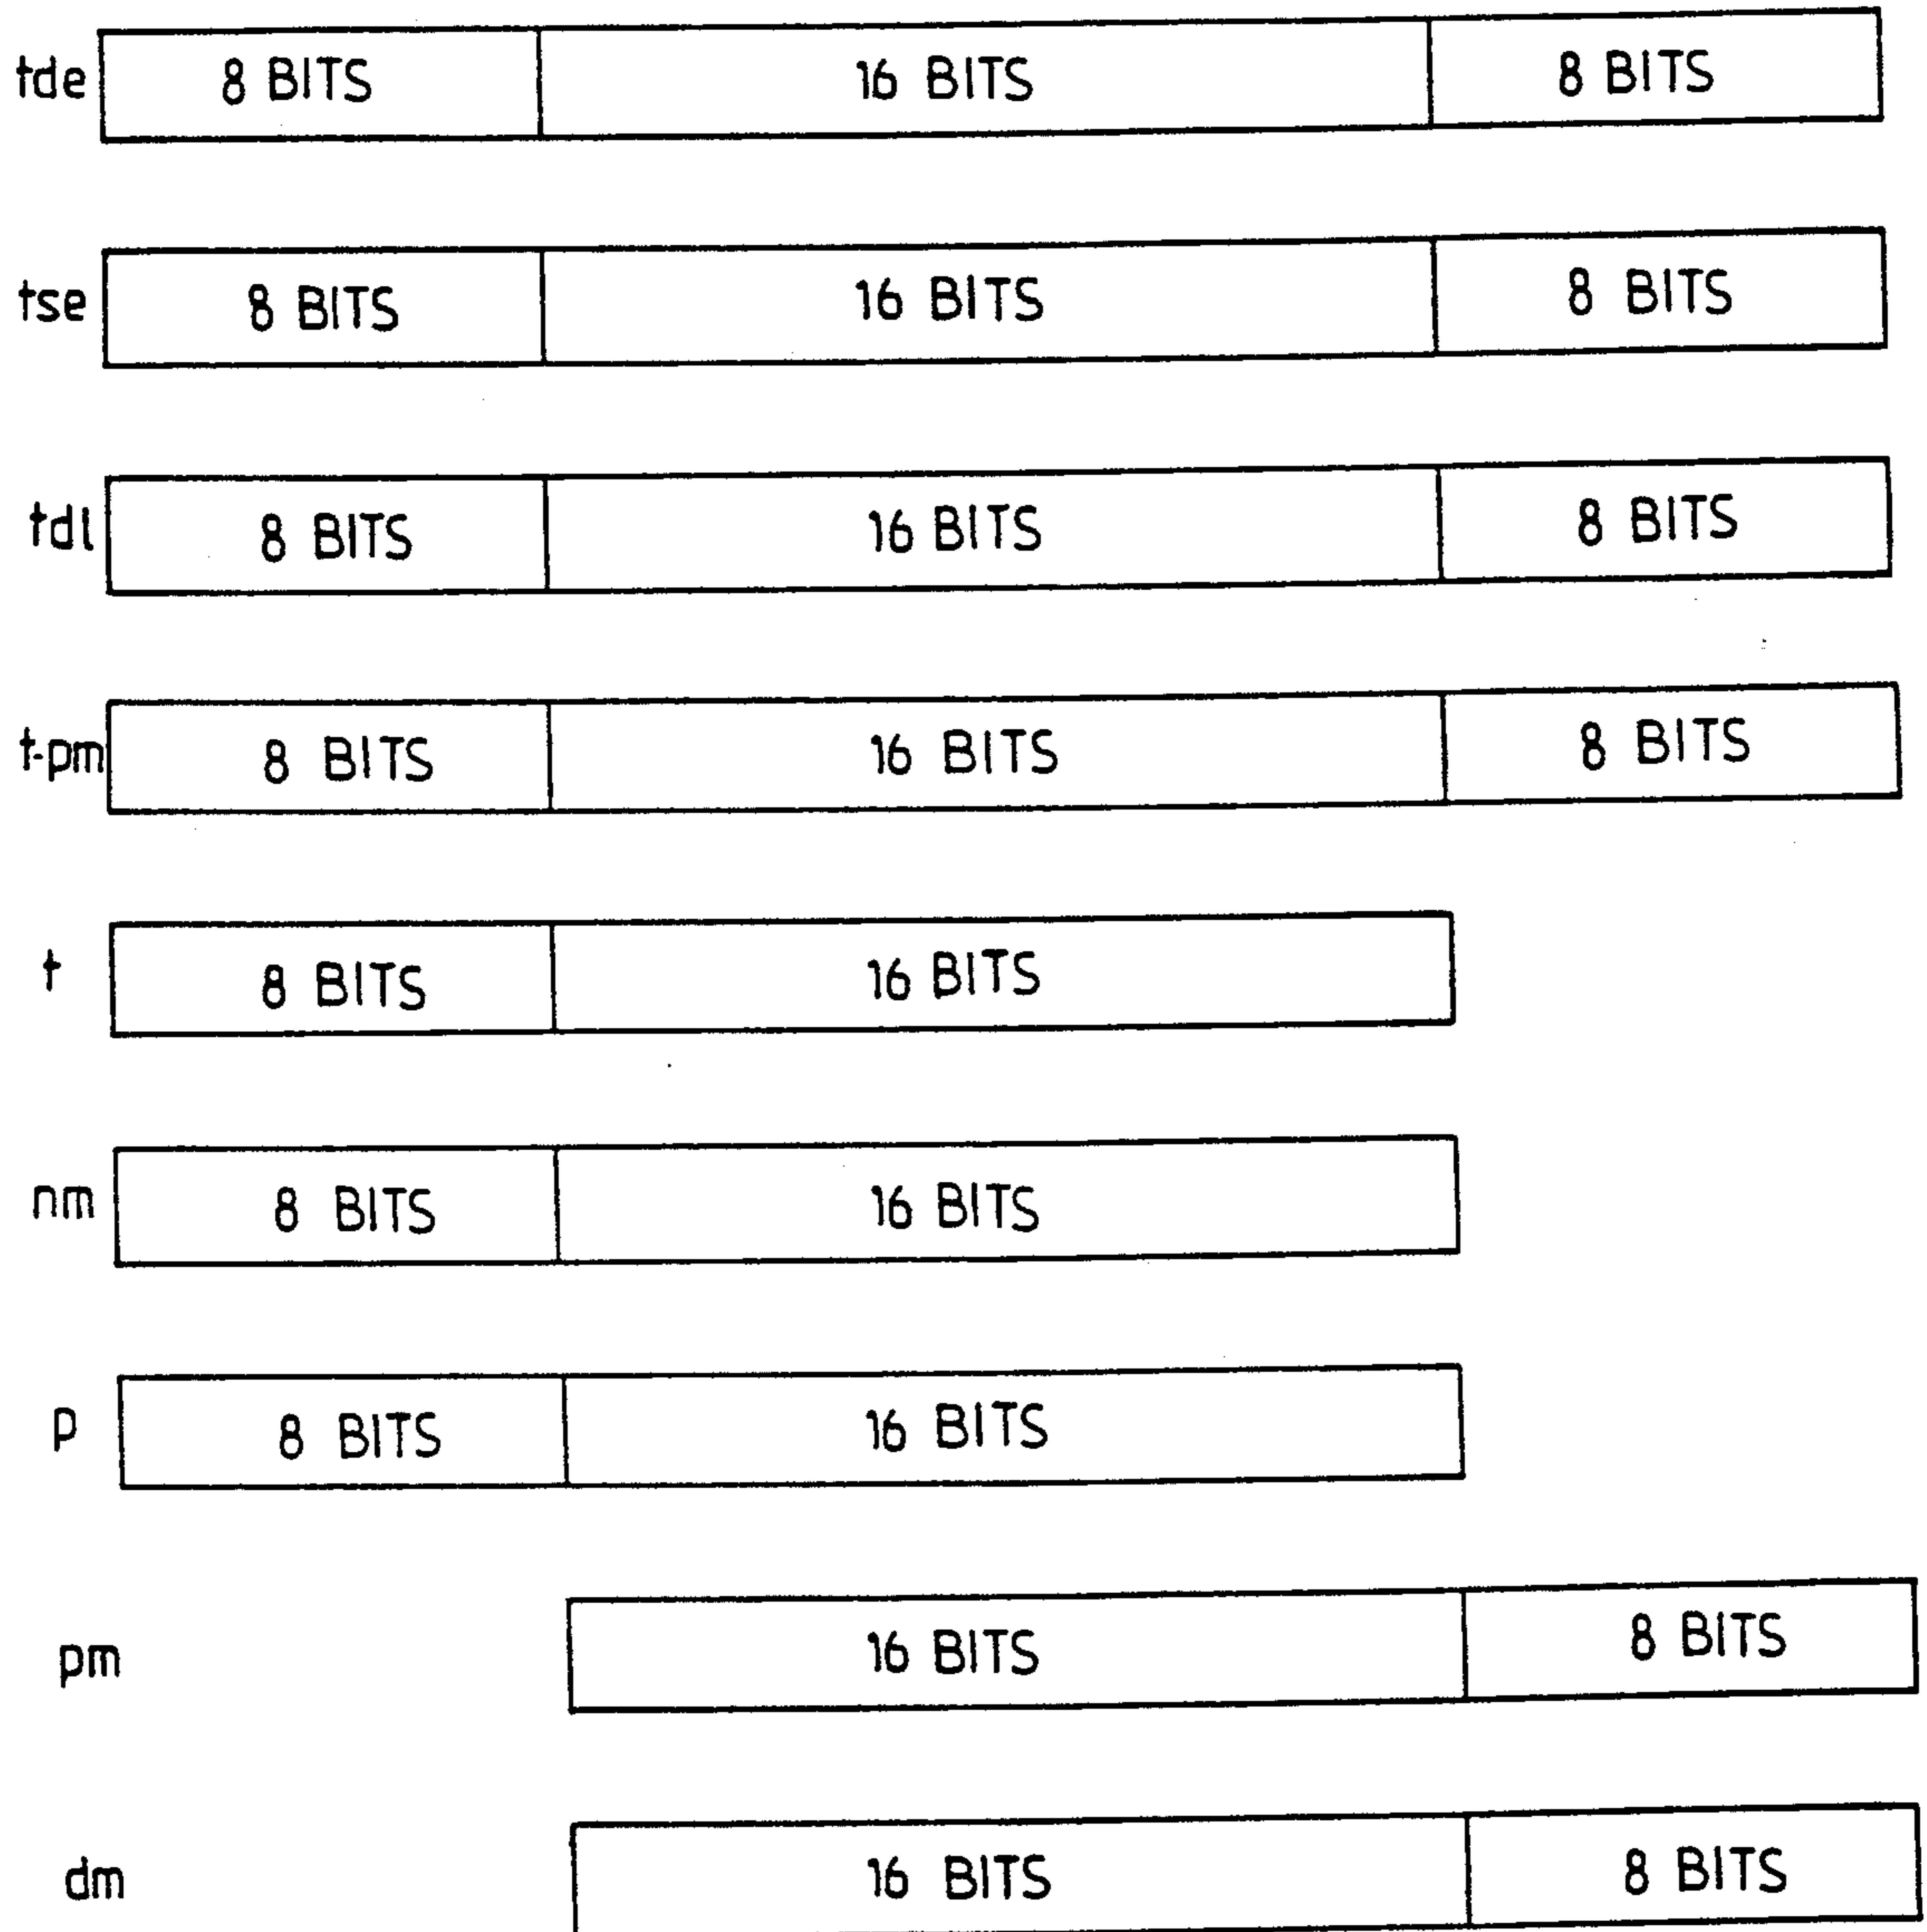 tde 8 BITS 16 BITS 8 BITS
tse 8 BITS 16 BITS 8 BITS
tdl 8 BITS 16 BITS 8 BITS
t-pm 8 BITS 16 BITS 8 BITS
t 8 BITS 16 BITS
nm 8 BITS 16 BITS
p 8 BITS 16 BITS
pm 16 BITS 8 BITS
dm 16 BITS 8 BITS